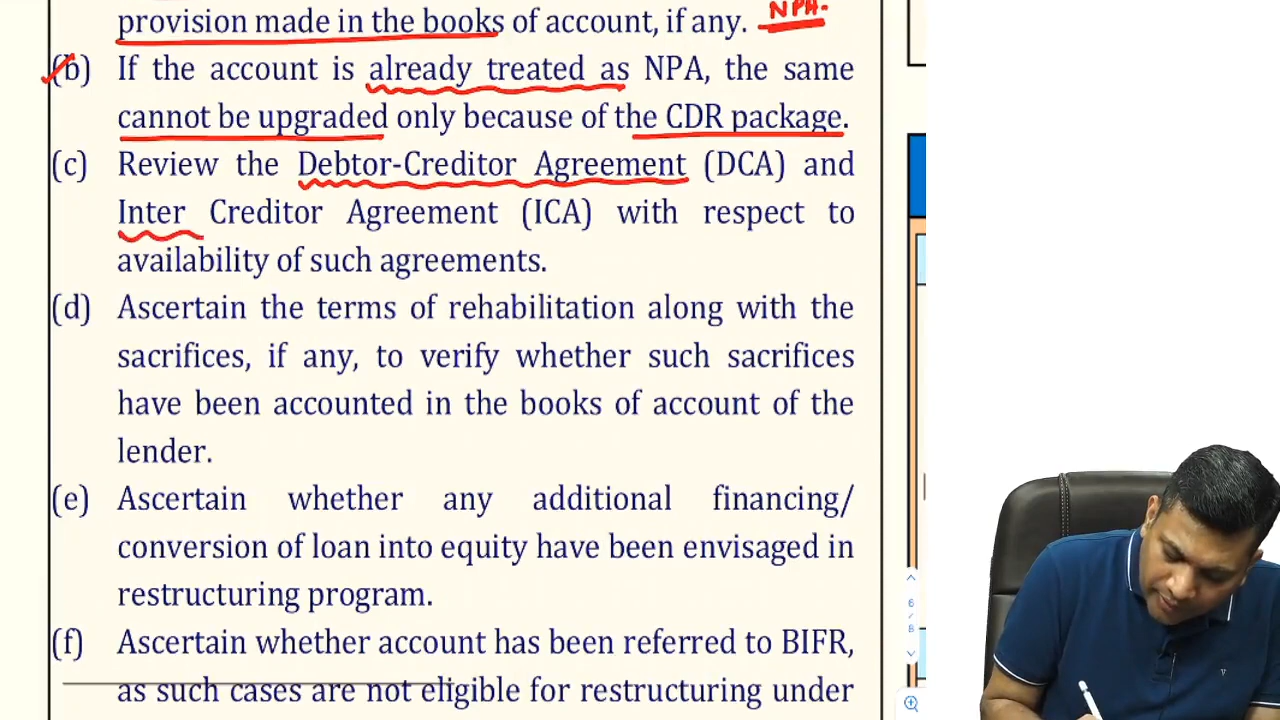 provision made in the books of account, if any. NPA.
(b) If the account is already treated as NPA, the same
cannot be upgraded only because of the CDR package.
(c) Review the Debtor-Creditor Agreement (DCA) and
Inter Creditor Agreement (ICA) with respect to
availability of such agreements.
(d) Ascertain the terms of rehabilitation along with the
sacrifices, if any, to verify whether such sacrifices
have been accounted in the books of account of the
lender.
(e) Ascertain whether any additional financing/
conversion of loan into equity have been envisaged in
restructuring program.
(f) Ascertain whether account has been referred to BIFR,
as such cases are not eligible for restructuring under
6
/
8